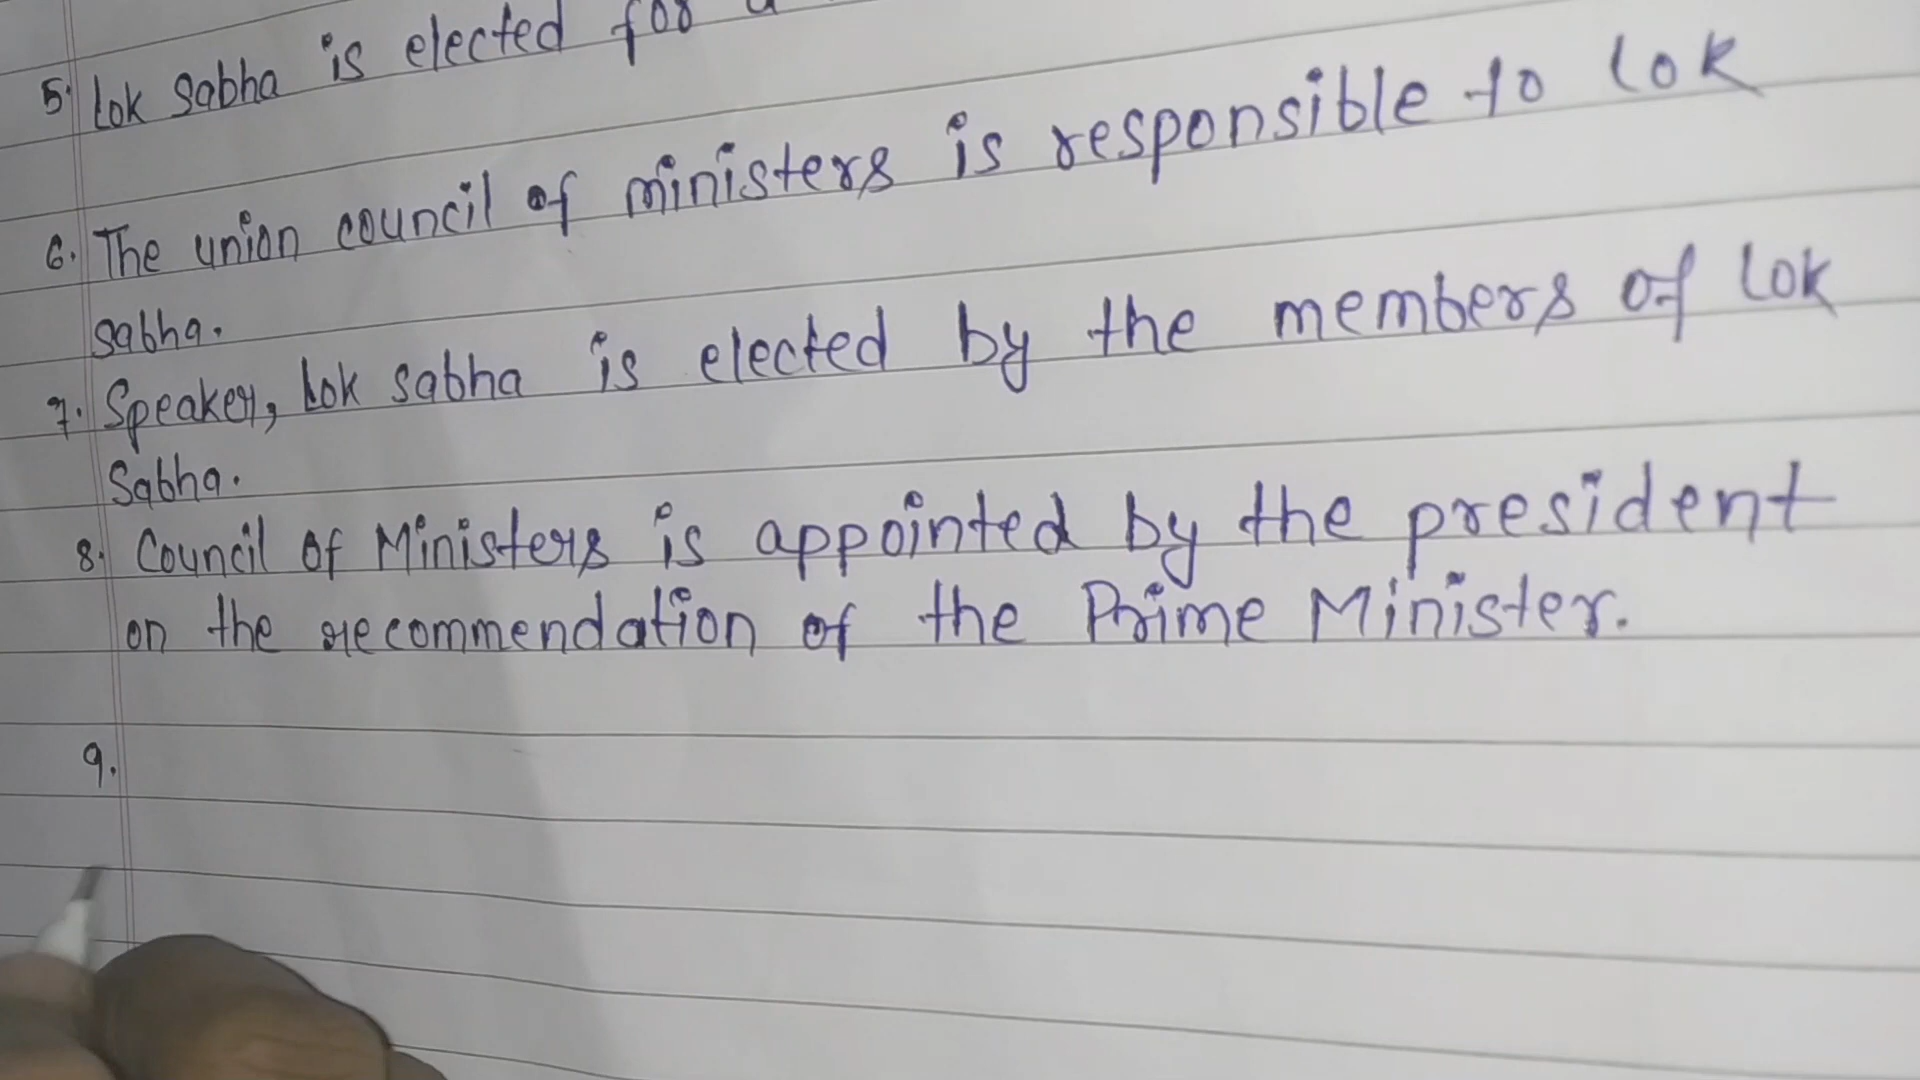 5. Lok Sabha is elected for a
6. The union council of ministers is responsible to Lok
sabha.
7. Speaker, Lok sabha is elected by the members of Lok
Sabha.
8. Council of Ministers is appointed by the president
on the recommendation of the Prime Minister.
9.